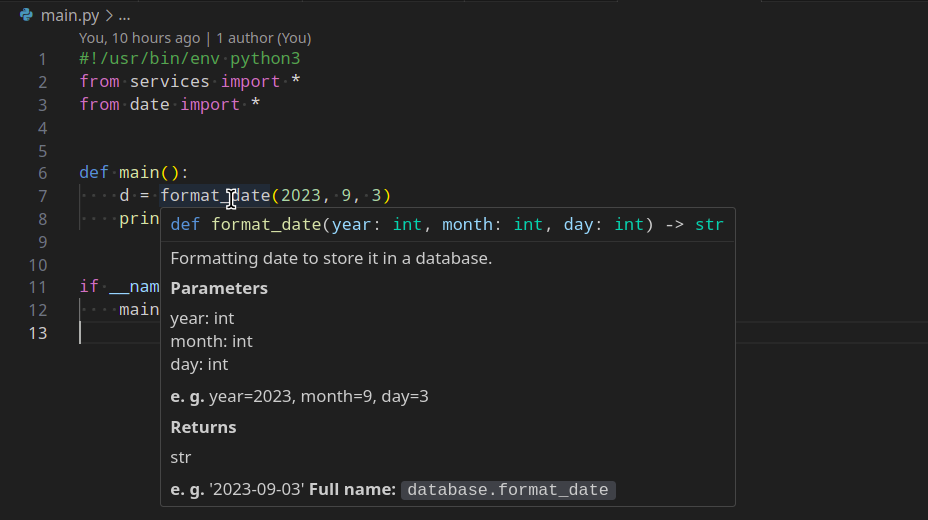 main.py > ...
You, 10 hours ago | 1 author (You)
1 #!/usr/bin/env python3
2 from services import *
3 from date import *
4
5
6 def main():
7 d = format_date(2023, 9, 3)
8 prin
def format_date(year: int, month: int, day: int) -> str
9
Formatting date to store it in a database.
10
11 if __nam
Parameters
12 main
year: int
13
month: int
day: int
e. g. year=2023, month=9, day=3
Returns
str
e. g. '2023-09-03' Full name: database.format_date